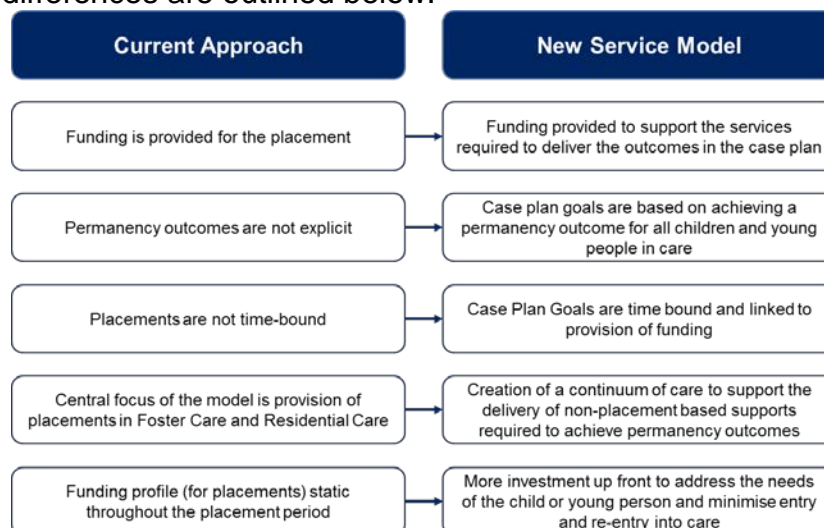 differences are outlined below.
Current Approach
New Service Model
Funding is provided for the placement
Funding provided to support the services
required to deliver the outcomes in the case plan
Permanency outcomes are not explicit
Case plan goals are based on achieving a
permanency outcome for all children and young
people in care
Placements are not time-bound
Case Plan Goals are time bound and linked to
provision of funding
Central focus of the model is provision of
placements in Foster Care and Residential Care
Creation of a continuum of care to support the
delivery of non-placement based supports
required to achieve permanency outcomes
Funding profile (for placements) static
throughout the placement period
More investment up front to address the needs
of the child or young person and minimise entry
and re-entry into care